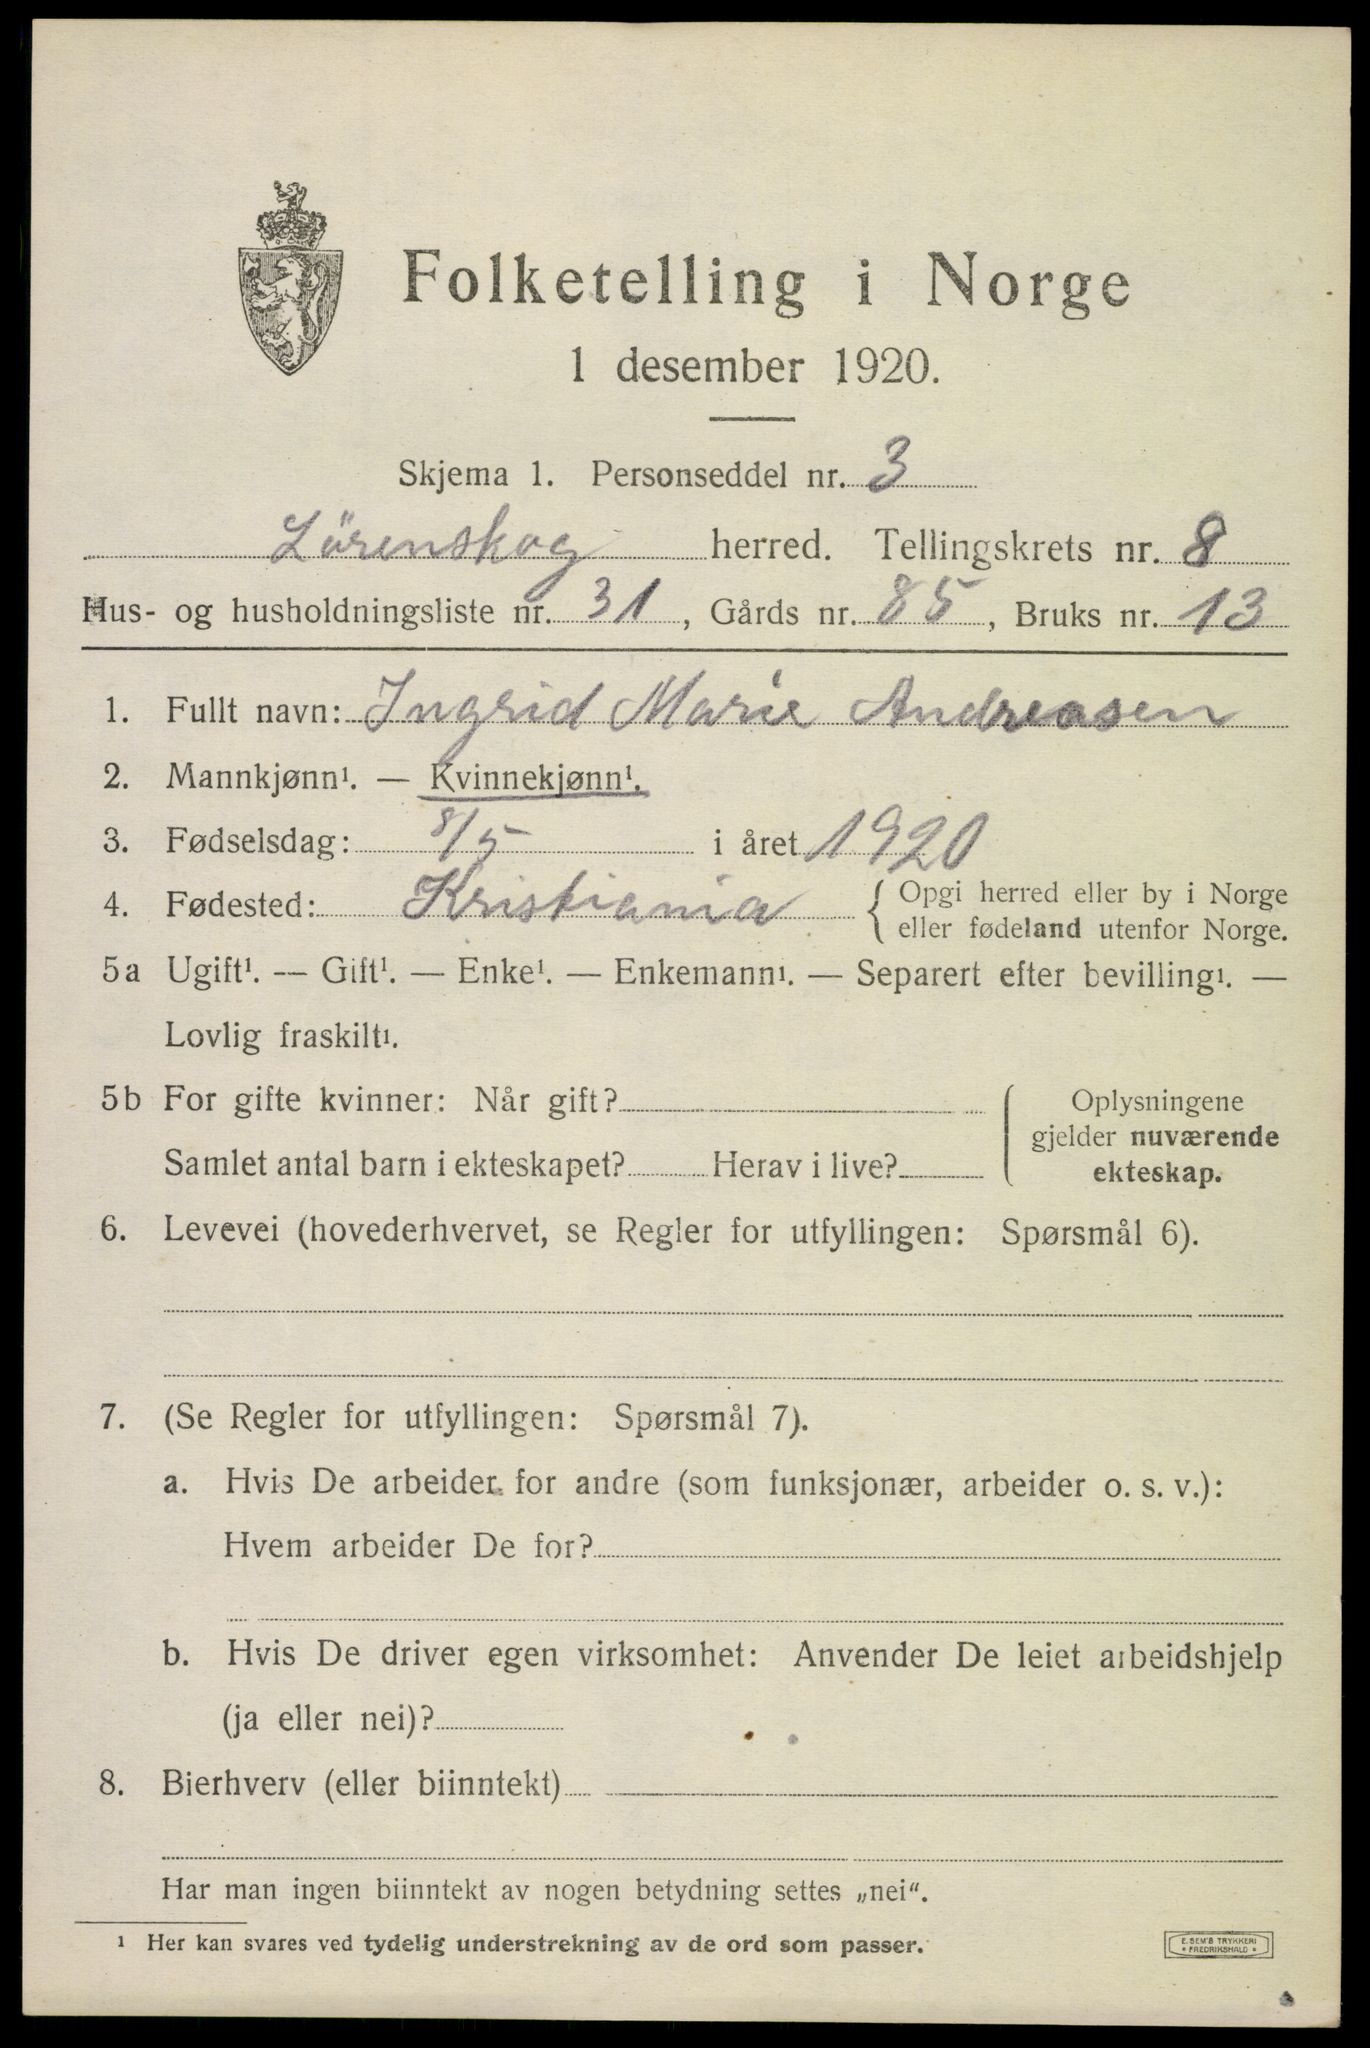 Folketelling i Norge
1 desember 1920.
Skjema 1. Personseddel nr. 3
Lörenskog herred. Tellingskrets nr. 8
Hus- og husholdningsliste nr. 31, Gårds nr. 85, Bruks nr. 13
1. Fullt navn: Ingrid Marie Andreasen
2. Mannkjønn¹. — Kvinnekjønn¹.
3. Fødselsdag: 8/5 i året 1920
4. Fødested: Kristiania { Opgi herred eller by i Norge
eller fødeland utenfor Norge.
5a Ugift¹. — Gift¹. — Enke¹. — Enkemann¹. — Separert efter bevilling¹. —
Lovlig fraskilt¹.
5b For gifte kvinner: Når gift?
Samlet antal barn i ekteskapet? Herav i live?
Oplysningene
gjelder nuværende
ekteskap.
6. Levevei (hovederhvervet, se Regler for utfyllingen: Spørsmål 6).
7. (Se Regler for utfyllingen: Spørsmål 7).
a. Hvis De arbeider for andre (som funksjonær, arbeider o. s. v.):
Hvem arbeider De for?
b. Hvis De driver egen virksomhet: Anvender De leiet arbeidshjelp
(ja eller nei)?
8. Bierhverv (eller biinntekt)
Har man ingen biinntekt av nogen betydning settes „nei“.
¹ Her kan svares ved tydelig understrekning av de ord som passer.
E. SEM'S TRYKKERI
* FREDRIKSHALD *